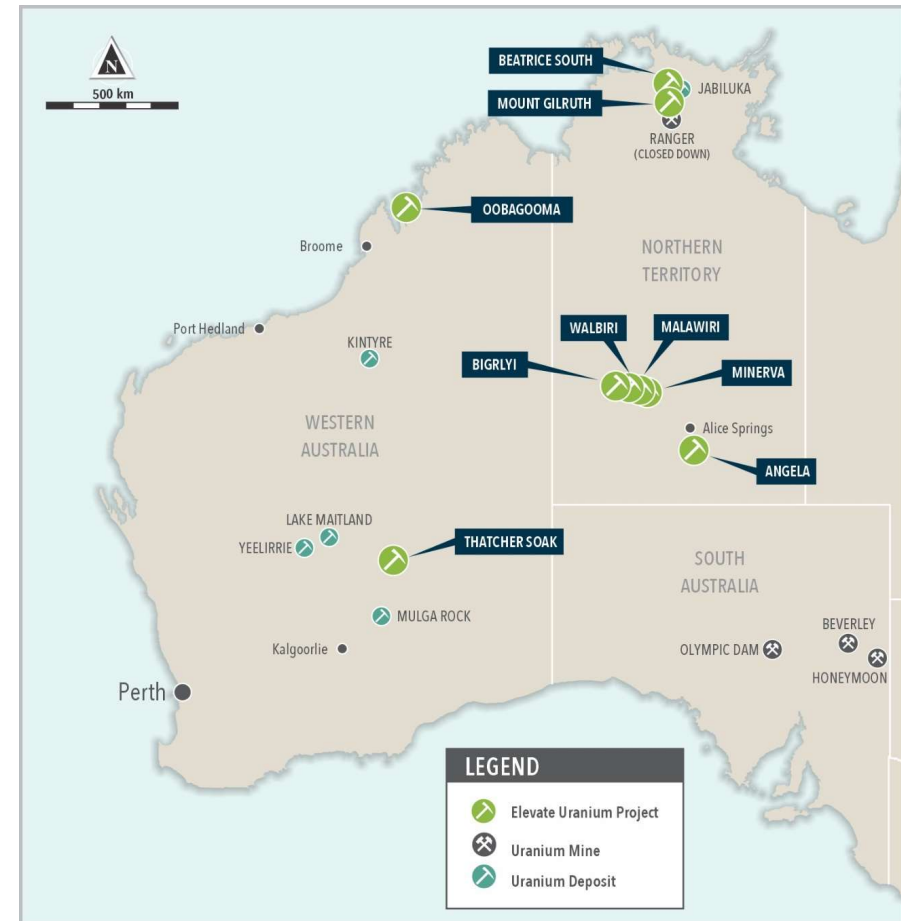 N
500 km
BEATRICE SOUTH
JABILUKA
MOUNT GILRUTH
RANGER
(CLOSED DOWN)
OOBAGOOMA
Broome
NORTHERN
TERRITORY
Port Hedland
WALBIRI
MALAWIRI
KINTYRE
BIGRLYI
MINERVA
WESTERN
AUSTRALIA
Alice Springs
ANGELA
LAKE MAITLAND
YEELIRRIE
THATCHER SOAK
SOUTH
AUSTRALIA
MULGA ROCK
BEVERLEY
Kalgoorlie
OLYMPIC DAM
HONEYMOON
Perth
LEGEND
Elevate Uranium Project
Uranium Mine
Uranium Deposit